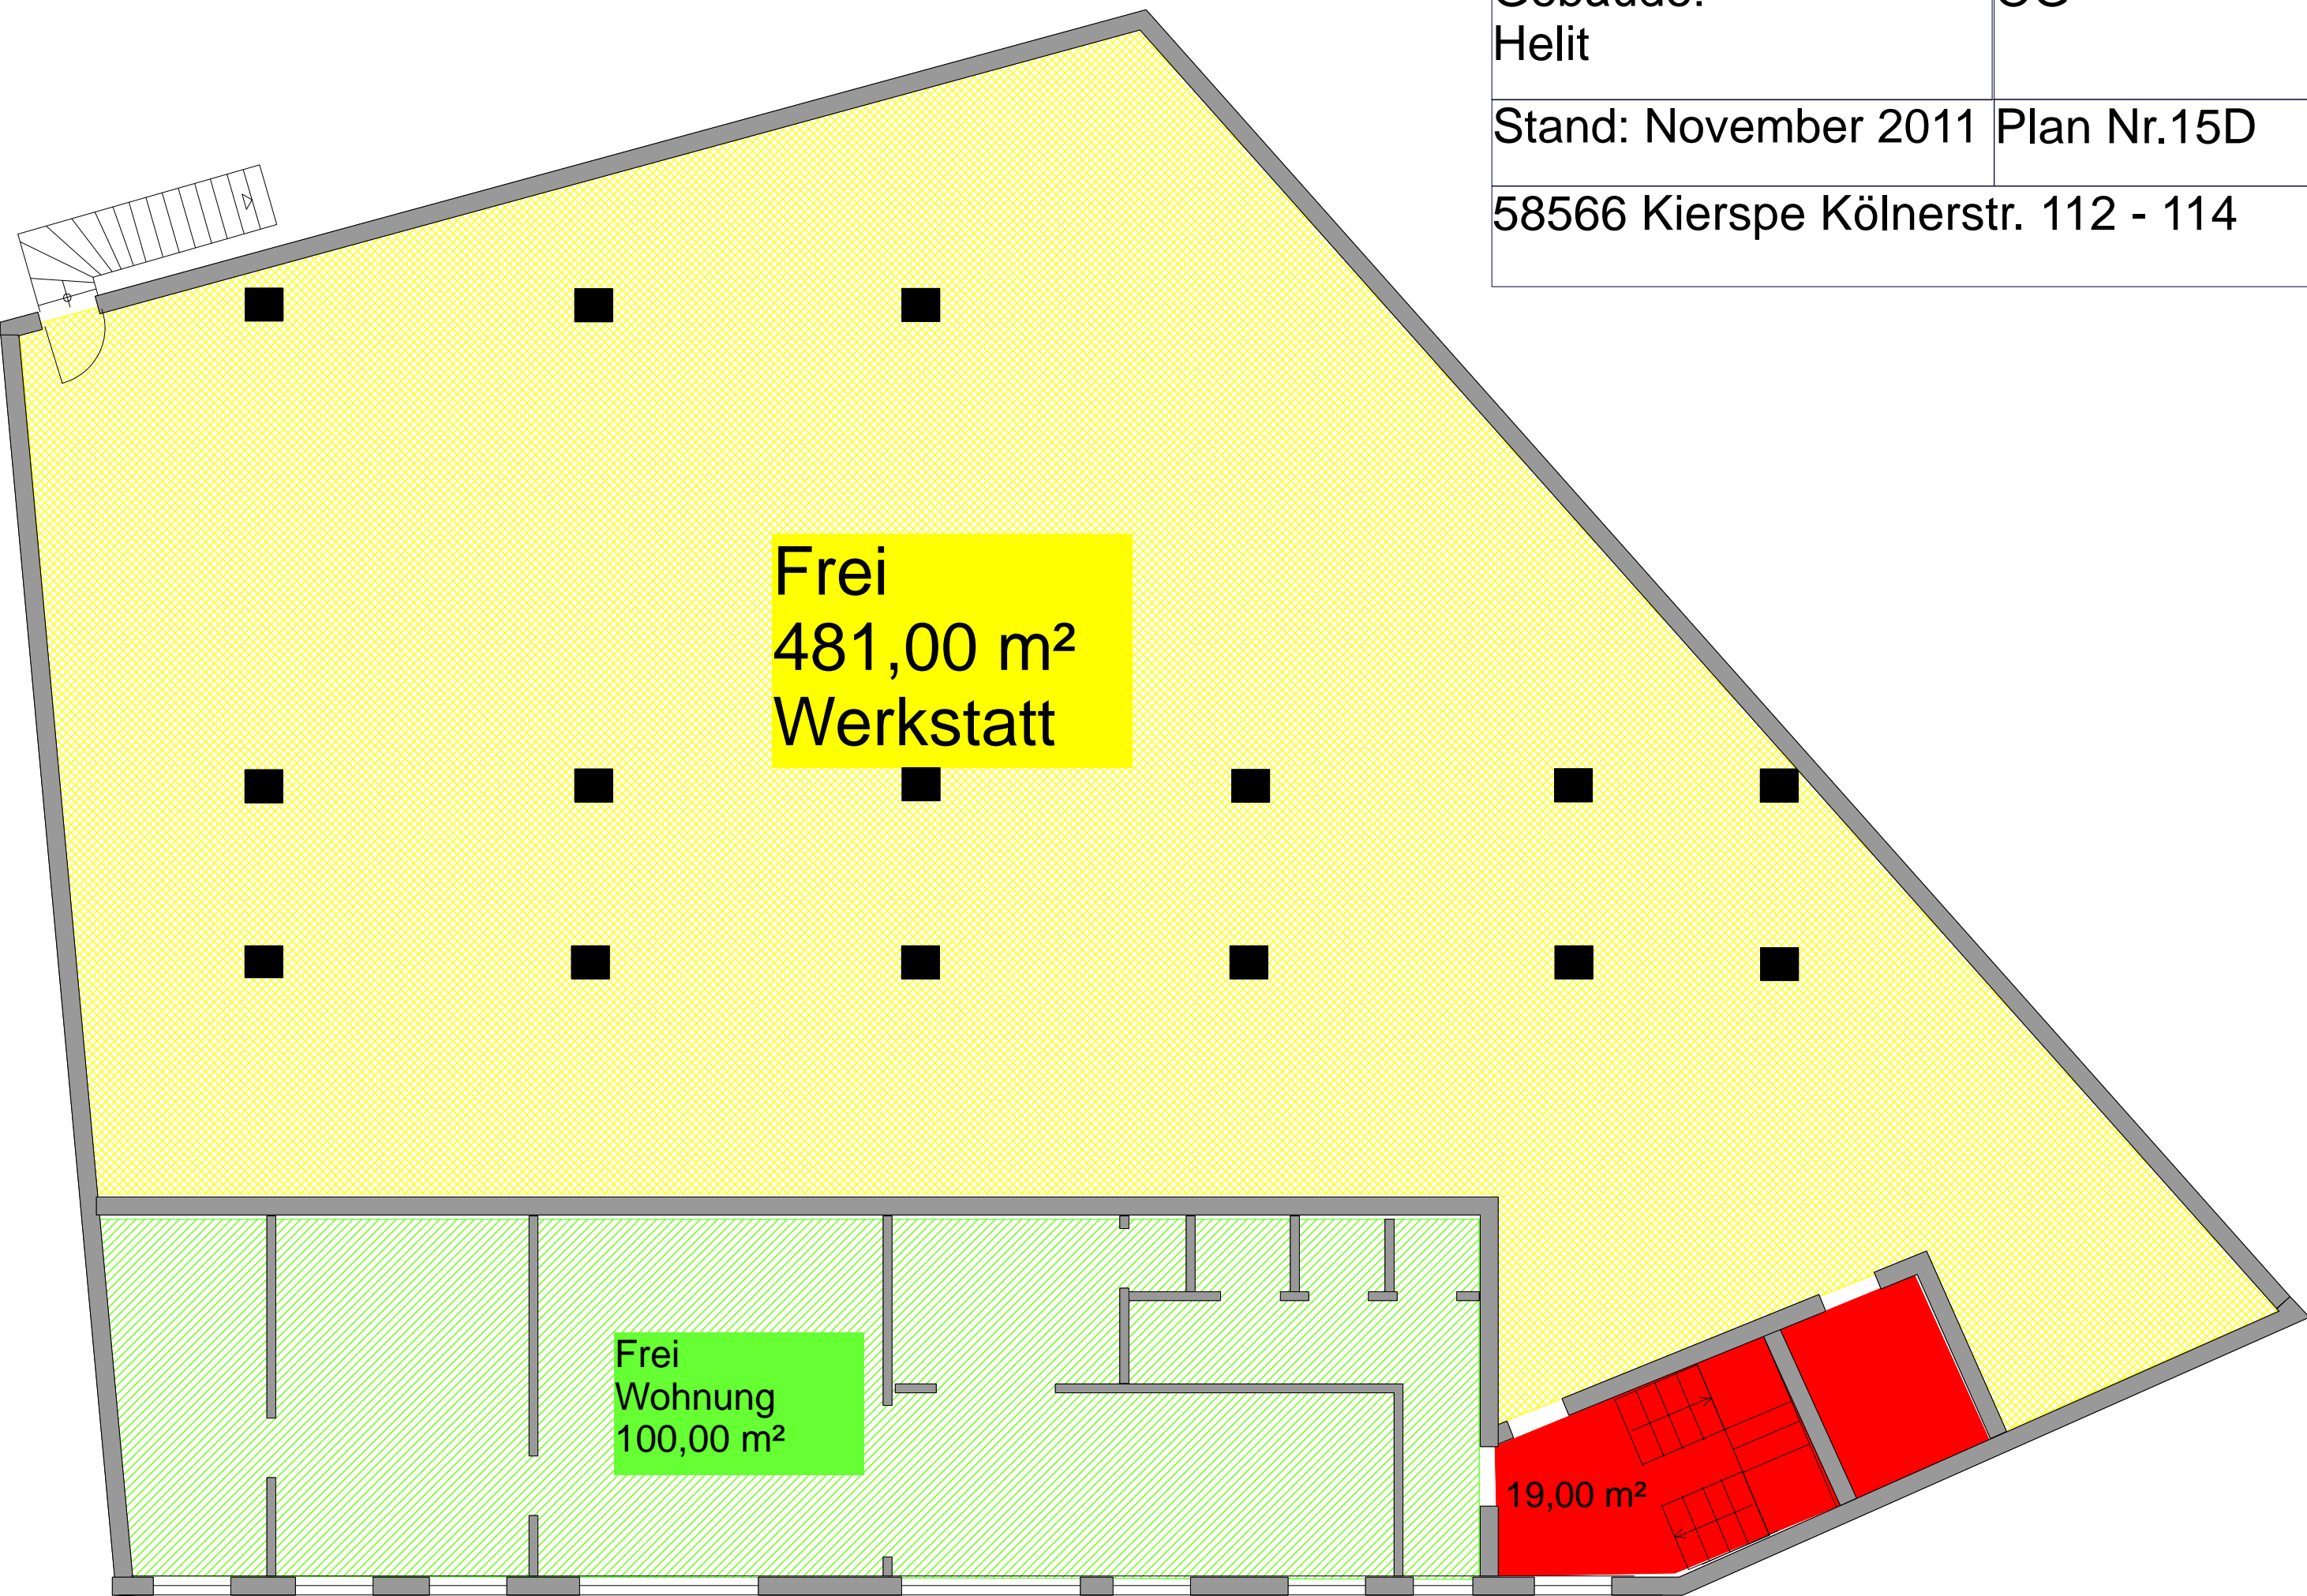 Helit
Stand: November 2011
Plan Nr.15D
58566 Kierspe Kölnerstr. 112 - 114
Frei
481,00 m²
Werkstatt
Frei
Wohnung
100,00 m²
19,00 m²